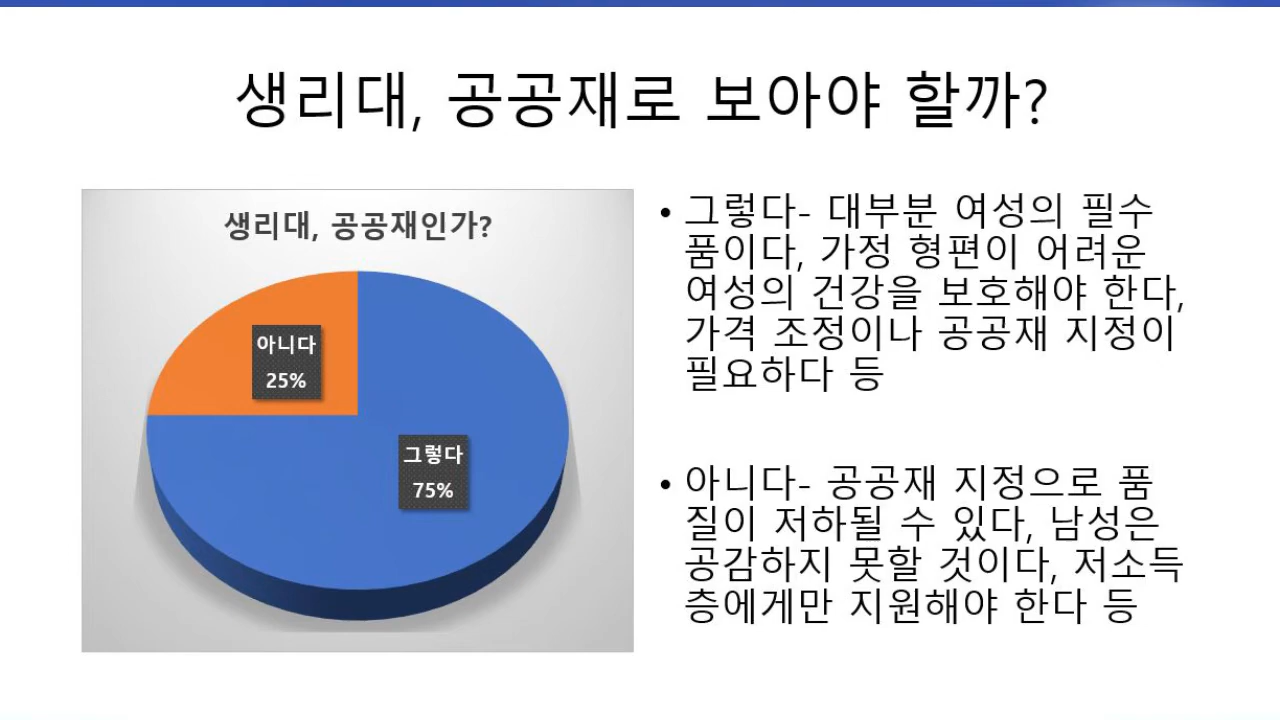 생리대, 공공재로 보아야 할까?
생리대, 공공재인가?
아니다
25%
그렇다
75%
• 그렇다- 대부분 여성의 필수
품이다, 가정 형편이 어려운
여성의 건강을 보호해야 한다,
가격 조정이나 공공재 지정이
필요하다 등
• 아니다- 공공재 지정으로 품
질이 저하될 수 있다, 남성은
공감하지 못할 것이다, 저소득
층에게만 지원해야 한다 등